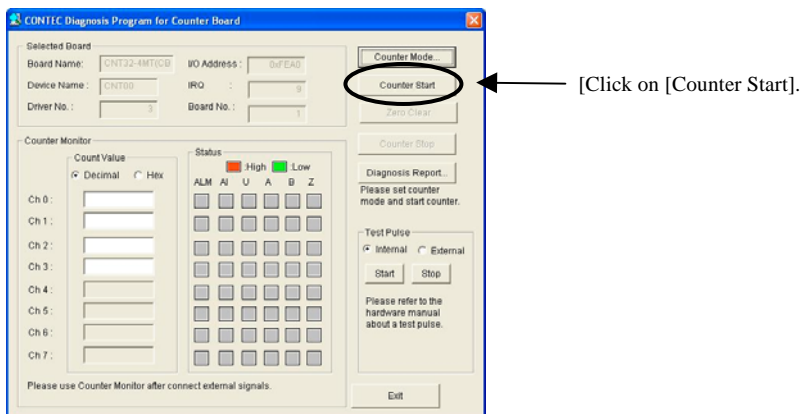 CONTEC Diagnosis Program for Counter Board
Selected Board
Board Name: CNT32-4MT(CB I/O Address : 0xFEA0
Device Name : CNT00 IRQ : 9
Driver No. : 3 Board No. : 1
Counter Mode...
Counter Start
Zero Clear
Counter Stop
Diagnosis Report...
Please set counter
mode and start counter.
[Click on [Counter Start].
Counter Monitor
Count Value
Decimal Hex
Status
:High :Low
ALM AI U A B Z
Ch 0 :
Ch 1 :
Ch 2 :
Ch 3 :
Ch 4 :
Ch 5 :
Ch 6 :
Ch 7 :
Test Pulse
Internal External
Start Stop
Please refer to the
hardware manual
about a test pulse.
Please use Counter Monitor after connect external signals.
Exit